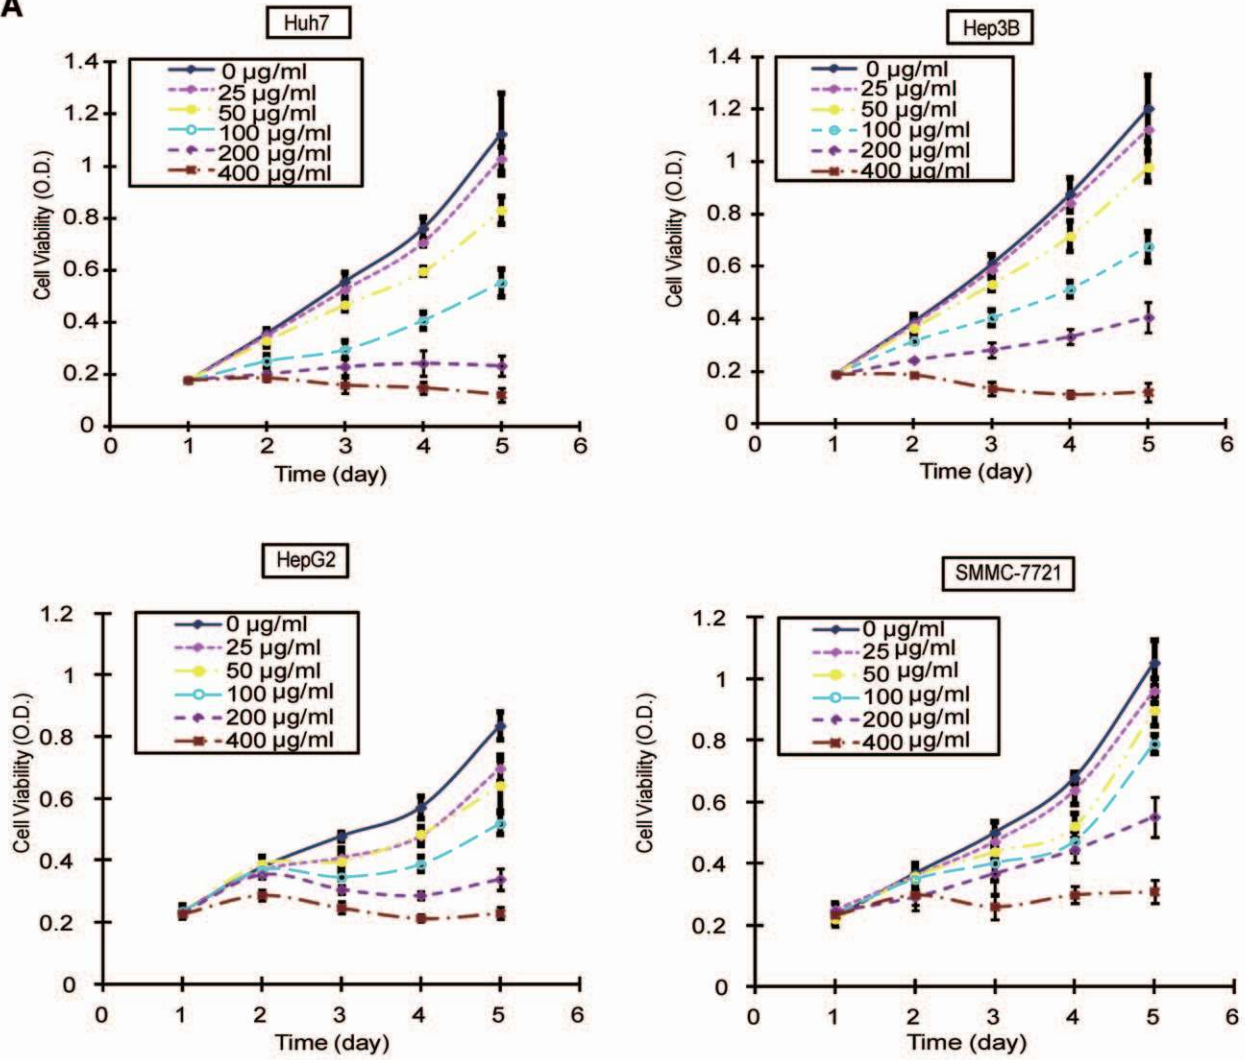 A
Huh7
1.4
1.2
1
0.8
0.6
0.4
0.2
0
Cell Viability (O.D.)
0 µg/ml
25 µg/ml
50 µg/ml
100 µg/ml
200 µg/ml
400 µg/ml
0 1 2 3 4 5 6
Time (day)
Hep3B
1.4
1.2
1
0.8
0.6
0.4
0.2
0
Cell Viability (O.D.)
0 µg/ml
25 µg/ml
50 µg/ml
100 µg/ml
200 µg/ml
400 µg/ml
0 1 2 3 4 5 6
Time (day)
HepG2
1.2
1
0.8
0.6
0.4
0.2
0
Cell Viability (O.D.)
0 µg/ml
25 µg/ml
50 µg/ml
100 µg/ml
200 µg/ml
400 µg/ml
0 1 2 3 4 5 6
Time (day)
SMMC-7721
1.2
1
0.8
0.6
0.4
0.2
0
Cell Viability (O.D.)
0 µg/ml
25 µg/ml
50 µg/ml
100 µg/ml
200 µg/ml
400 µg/ml
0 1 2 3 4 5 6
Time (day)